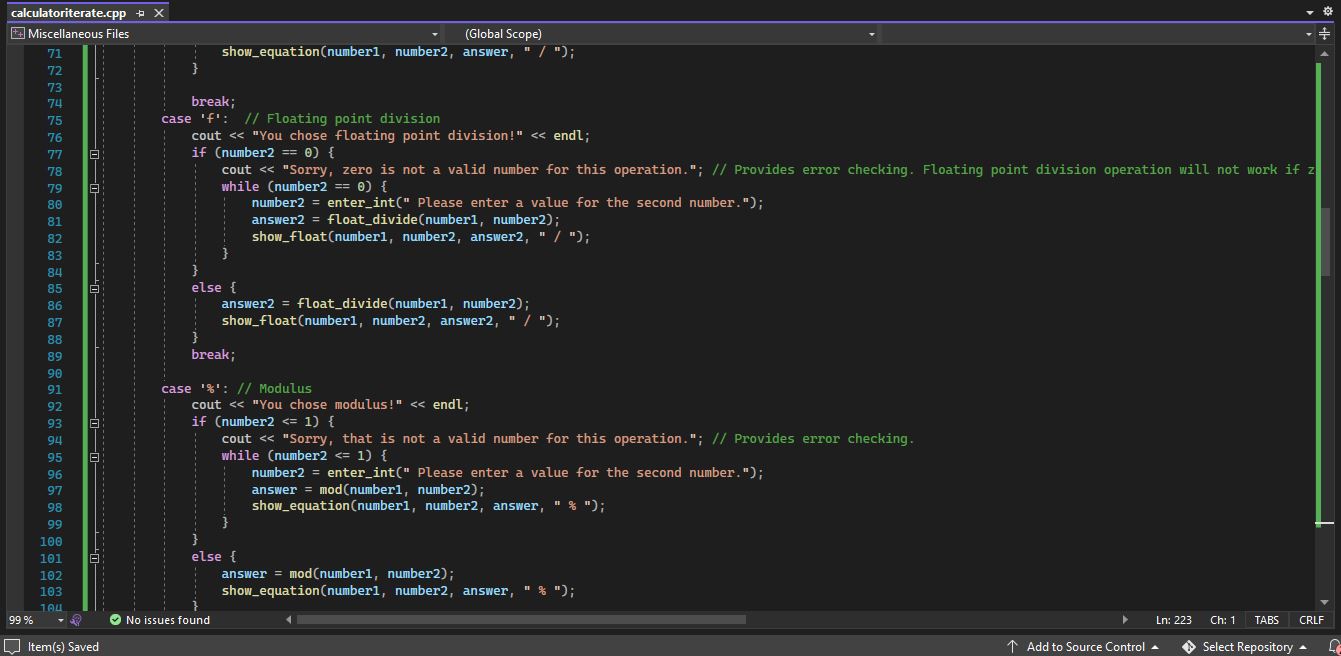 calculatoriterate.cpp
Miscellaneous Files (Global Scope)
71 show_equation(number1, number2, answer, " / ");
72 }
73
74 break;
75 case 'f': // Floating point division
76 cout << "You chose floating point division!" << endl;
77 if (number2 == 0) {
78 cout << "Sorry, zero is not a valid number for this operation."; // Provides error checking. Floating point division operation will not work if z
79 while (number2 == 0) {
80 number2 = enter_int(" Please enter a value for the second number.");
81 answer2 = float_divide(number1, number2);
82 show_float(number1, number2, answer2, " / ");
83 }
84 }
85 else {
86 answer2 = float_divide(number1, number2);
87 show_float(number1, number2, answer2, " / ");
88 }
89 break;
90
91 case '%': // Modulus
92 cout << "You chose modulus!" << endl;
93 if (number2 <= 1) {
94 cout << "Sorry, that is not a valid number for this operation."; // Provides error checking.
95 while (number2 <= 1) {
96 number2 = enter_int(" Please enter a value for the second number.");
97 answer = mod(number1, number2);
98 show_equation(number1, number2, answer, " % ");
99 }
100 }
101 else {
102 answer = mod(number1, number2);
103 show_equation(number1, number2, answer, " % ");
104 }
99 % No issues found Ln: 223 Ch: 1 TABS CRLF
Item(s) Saved Add to Source Control Select Repository